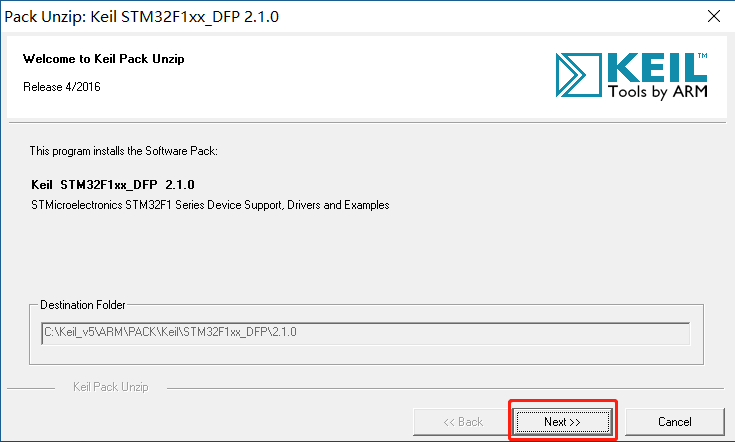 Pack Unzip: Keil STM32F1xx_DFP 2.1.0
Welcome to Keil Pack Unzip
Release 4/2016
KEIL™
Tools by ARM
This program installs the Software Pack:
Keil STM32F1xx_DFP 2.1.0
STMicroelectronics STM32F1 Series Device Support, Drivers and Examples
Destination Folder
C:\Keil_v5\ARM\PACK\Keil\STM32F1xx_DFP\2.1.0
Keil Pack Unzip
<< Back
Next >>
Cancel